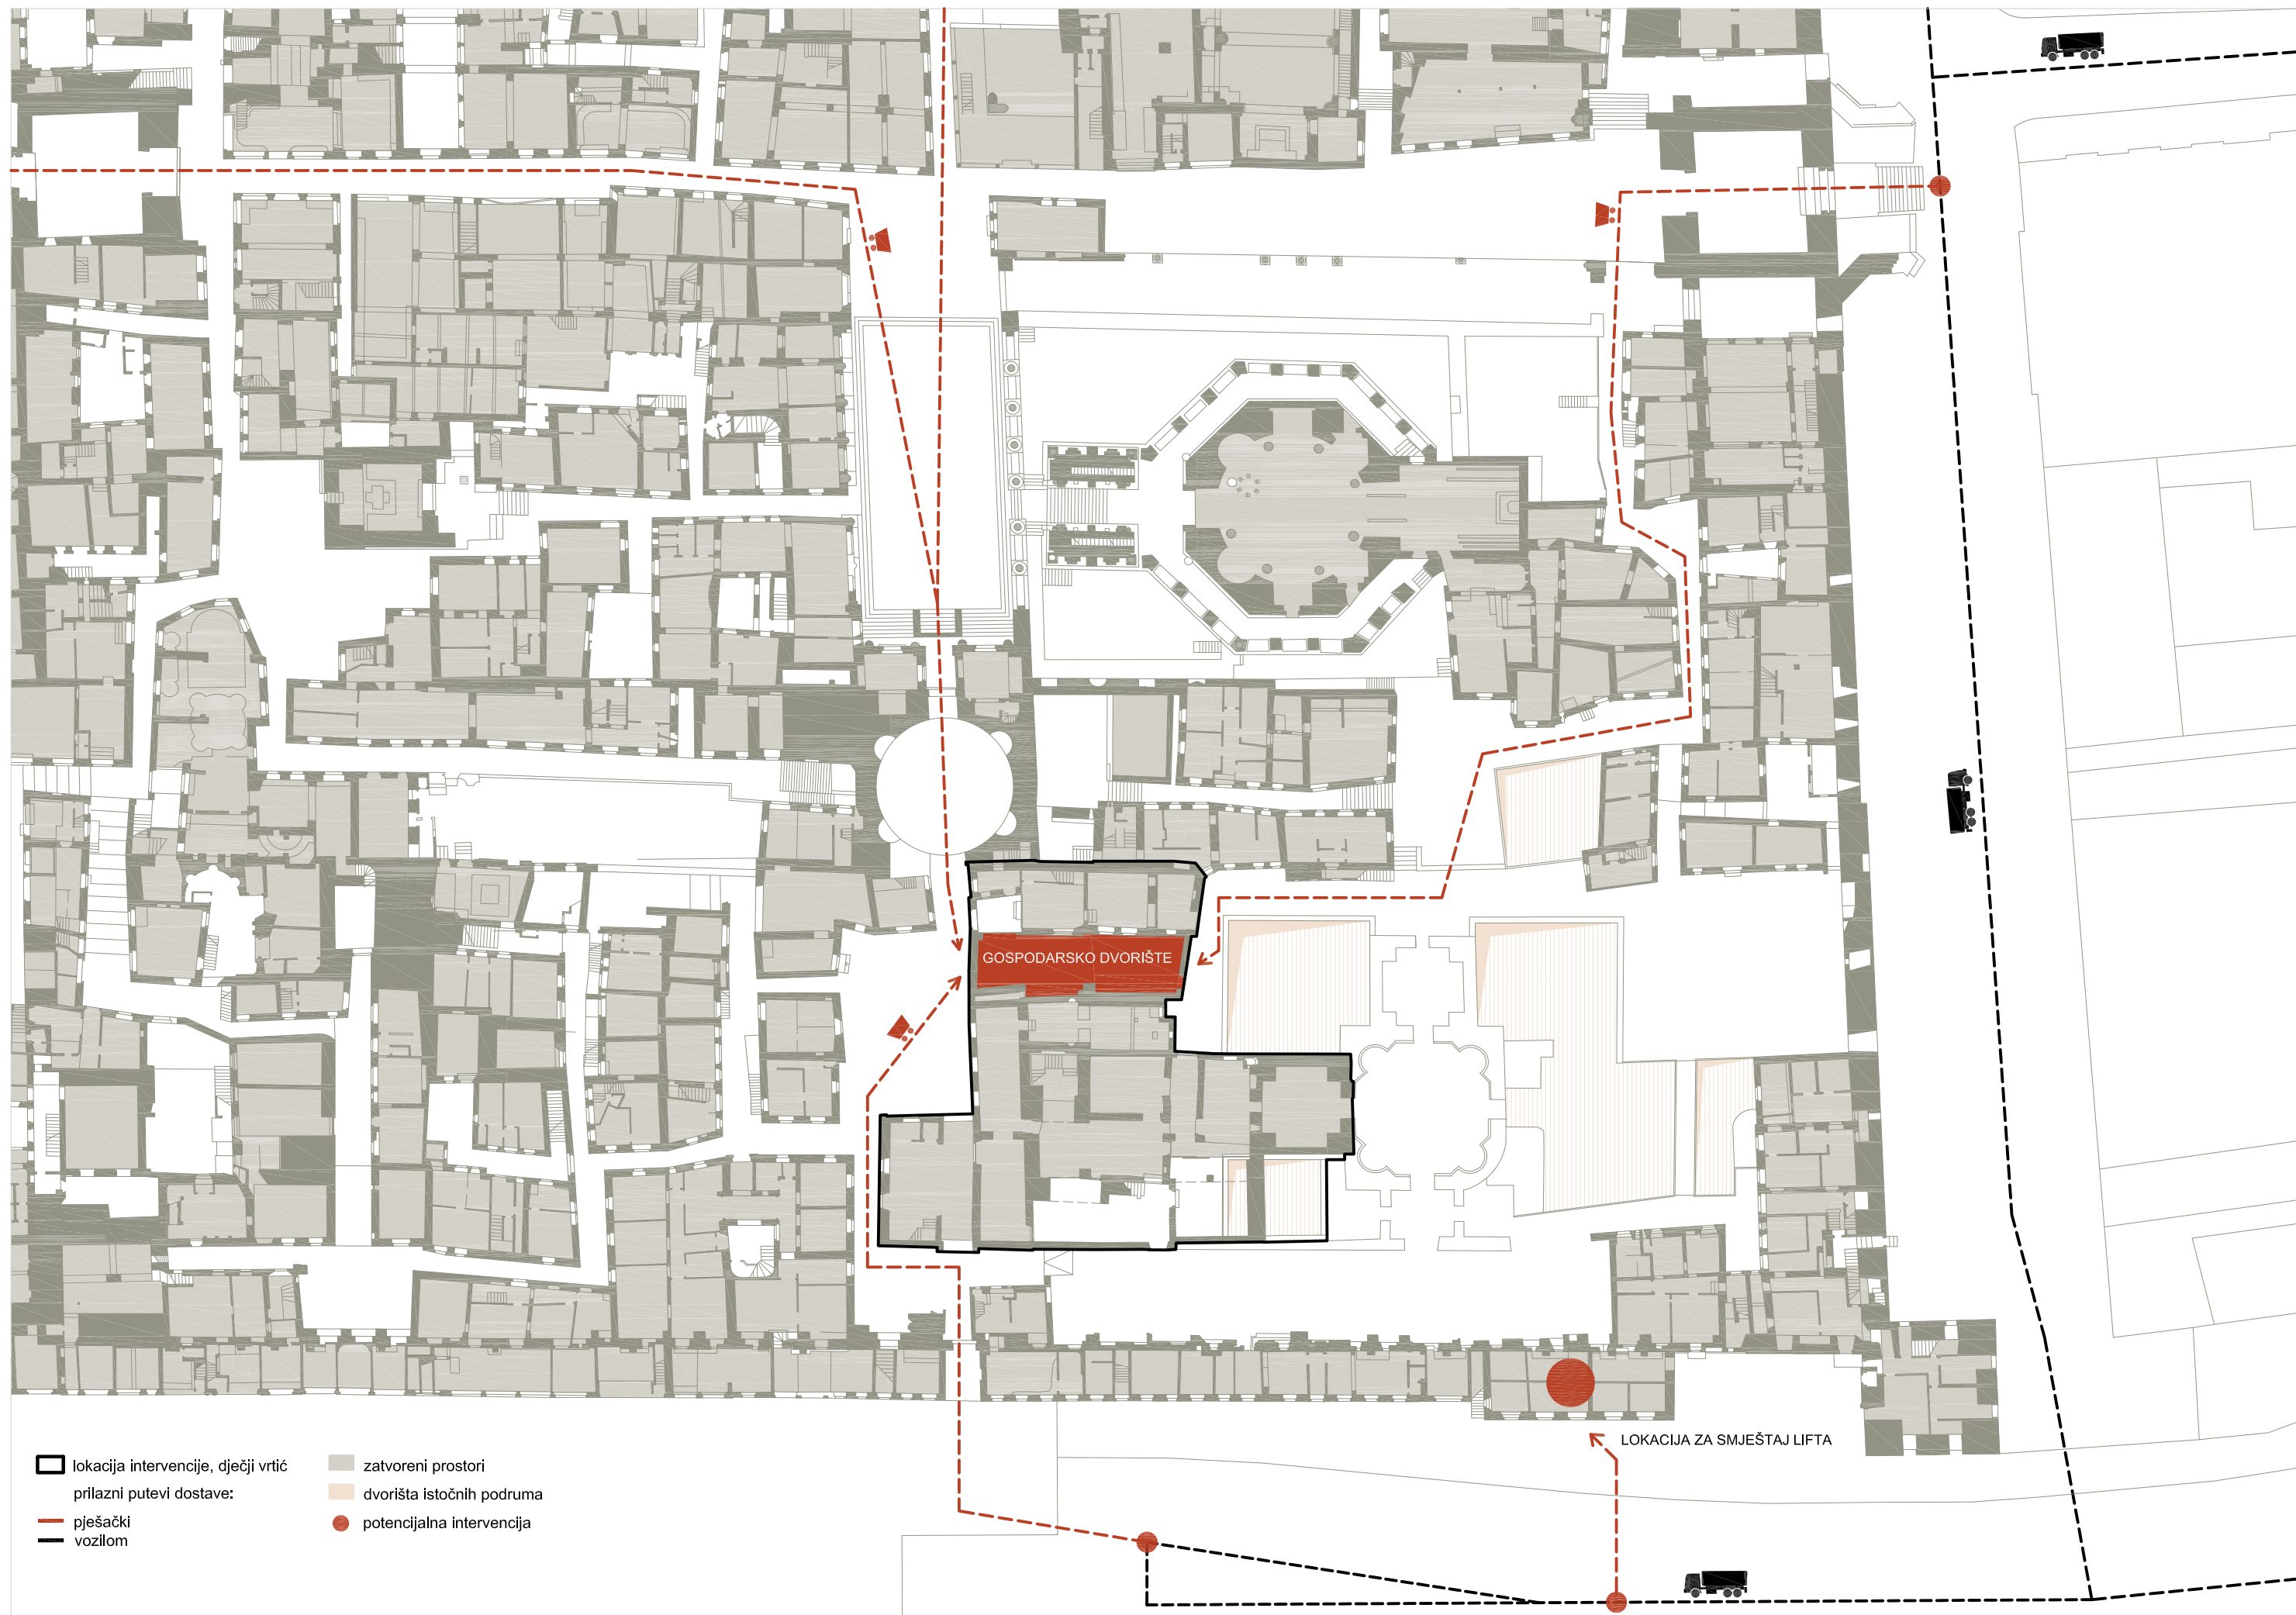 GOSPODARSKO DVORIŠTE
LOKACIJA ZA SMJEŠTAJ LIFTA
lokacija intervencije, dječji vrtić
prilazni putevi dostave:
pješački
vozilom
zatvoreni prostori
dvorišta istočnih podruma
potencijalna intervencija